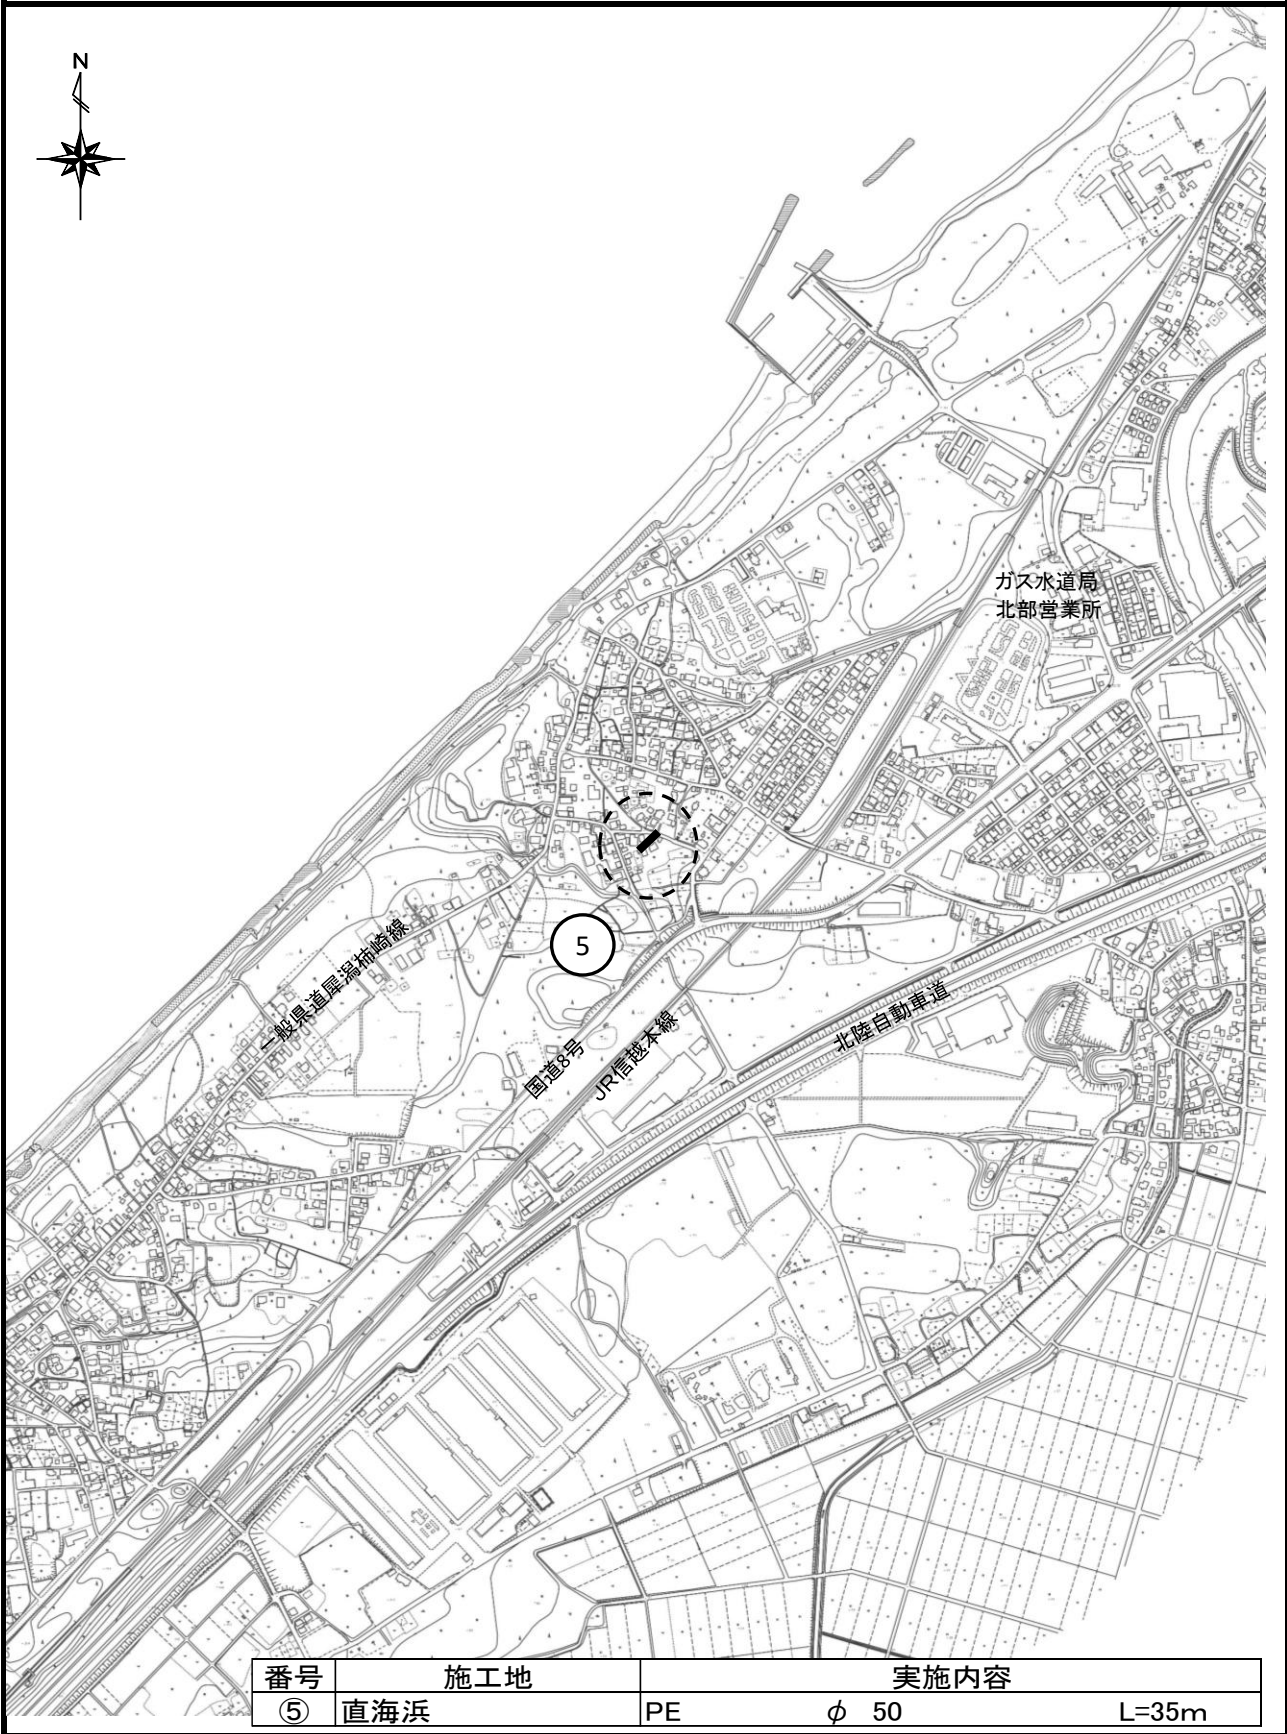 N
ガス水道局
北部営業所
5
一般県道犀潟柿崎線
国道8号
JR信越本線
北陸自動車道
番号 施工地 実施内容
⑤ 直海浜 PE φ 50 L=35m